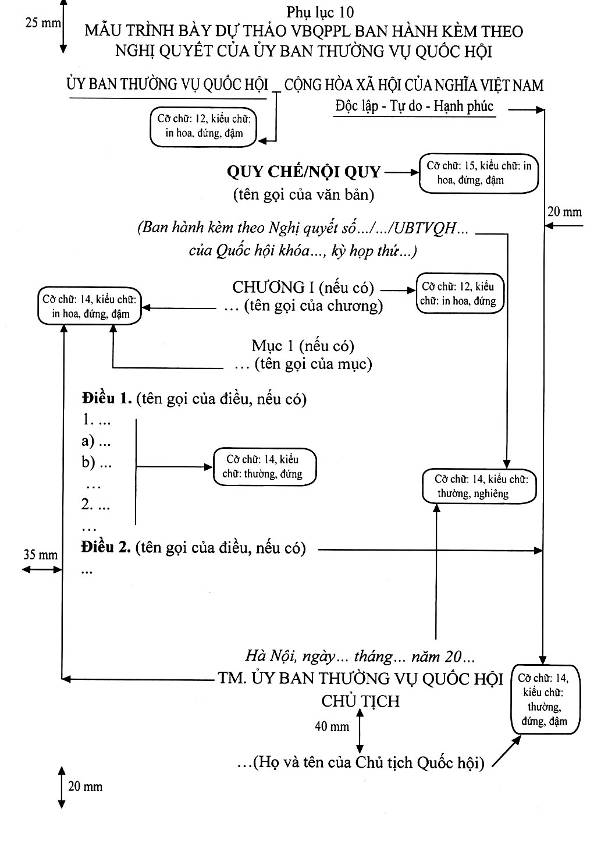 Phụ lục 10
25 mm
MẪU TRÌNH BÀY DỰ THẢO VBQPPL BAN HÀNH KÈM THEO
NGHỊ QUYẾT CỦA ỦY BAN THƯỜNG VỤ QUỐC HỘI
ỦY BAN THƯỜNG VỤ QUỐC HỘI
CỘNG HÒA XÃ HỘI CỦA NGHĨA VIỆT NAM
Độc lập - Tự do - Hạnh phúc
Cỡ chữ: 12, kiểu chữ:
in hoa, đứng, đậm
QUY CHẾ/NỘI QUY
Cỡ chữ: 15, kiểu chữ: in
hoa, đứng, đậm
(tên gọi của văn bản)
20 mm
(Ban hành kèm theo Nghị quyết số.../.../UBTVQH...
của Quốc hội khóa..., kỳ họp thứ...)
CHƯƠNG I (nếu có)
Cỡ chữ: 12, kiểu
chữ: in hoa, đứng
Cỡ chữ: 14, kiểu chữ:
in hoa, đứng, đậm
... (tên gọi của chương)
Mục 1 (nếu có)
... (tên gọi của mục)
Điều 1. (tên gọi của điều, nếu có)
1. ...
a) ...
b) ...
...
2. ...
...
Cỡ chữ: 14, kiểu
chữ: thường, đứng
Cỡ chữ: 14, kiểu chữ:
thường, nghiêng
Điều 2. (tên gọi của điều, nếu có)
35 mm
...
Hà Nội, ngày... tháng... năm 20...
TM. ỦY BAN THƯỜNG VỤ QUỐC HỘI
CHỦ TỊCH
Cỡ chữ: 14,
kiểu chữ:
thường,
đứng, đậm
40 mm
...(Họ và tên của Chủ tịch Quốc hội)
20 mm